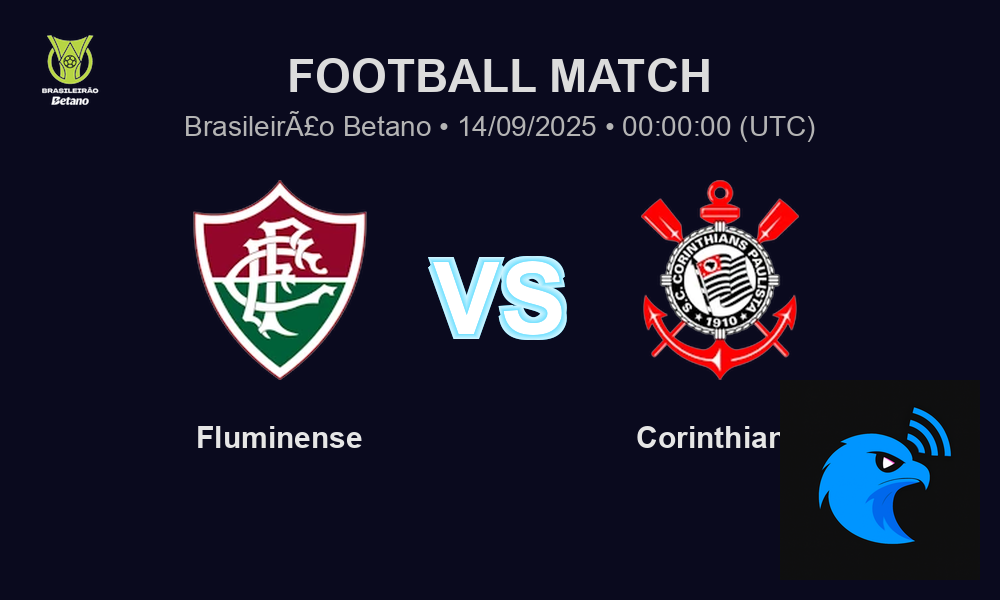 BRASILEIRÃO
Betano
FOOTBALL MATCH
BrasileirÃ£o Betano • 14/09/2025 • 00:00:00 (UTC)
VS
S.C. CORINTHIANS PAULISTA
1910
Fluminense
Corinthian